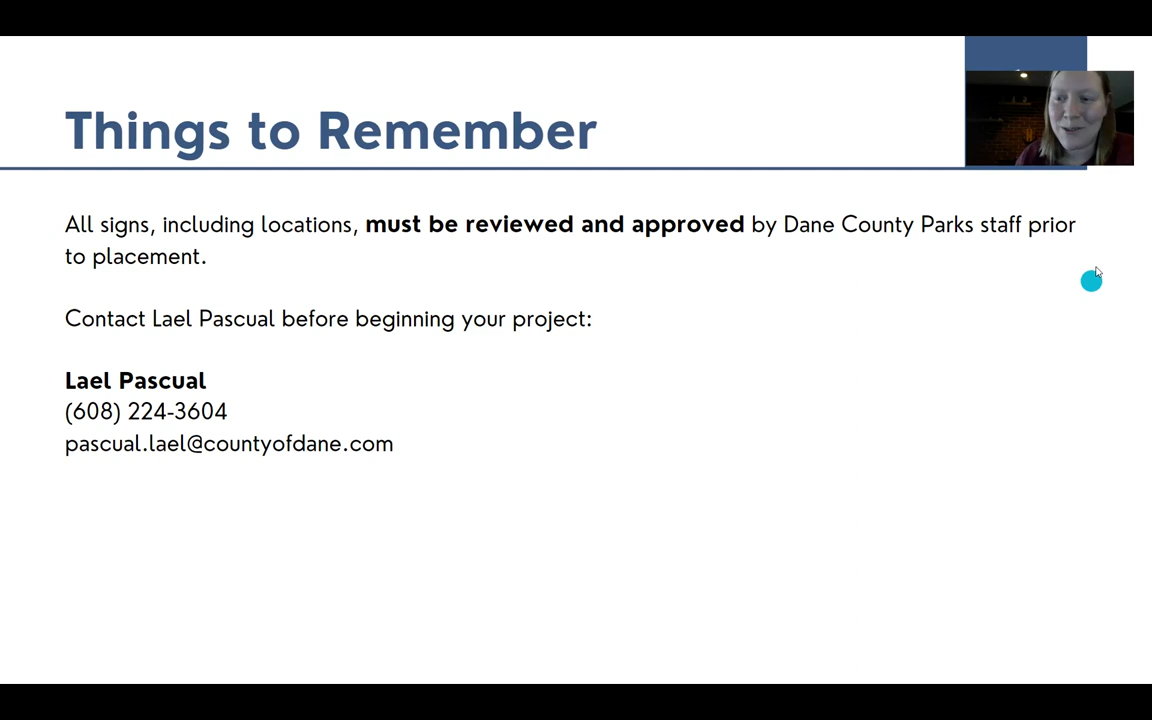 Things to Remember
All signs, including locations, must be reviewed and approved by Dane County Parks staff prior
to placement.
Contact Lael Pascual before beginning your project:
Lael Pascual
(608) 224-3604
pascual.lael@countyofdane.com